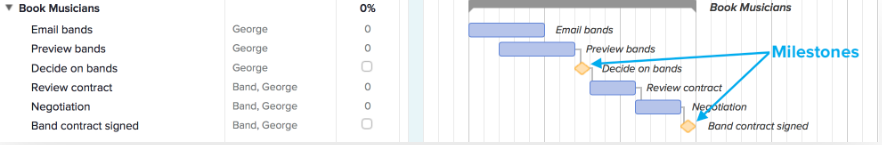 Book Musicians 0% Book Musicians
Email bands George 0 Email bands
Preview bands George 0 Preview bands
Milestones
Decide on bands George Decide on bands
Review contract Band, George 0 Review contract
Negotiation Band, George 0 Negotiation
Band contract signed Band, George Band contract signed